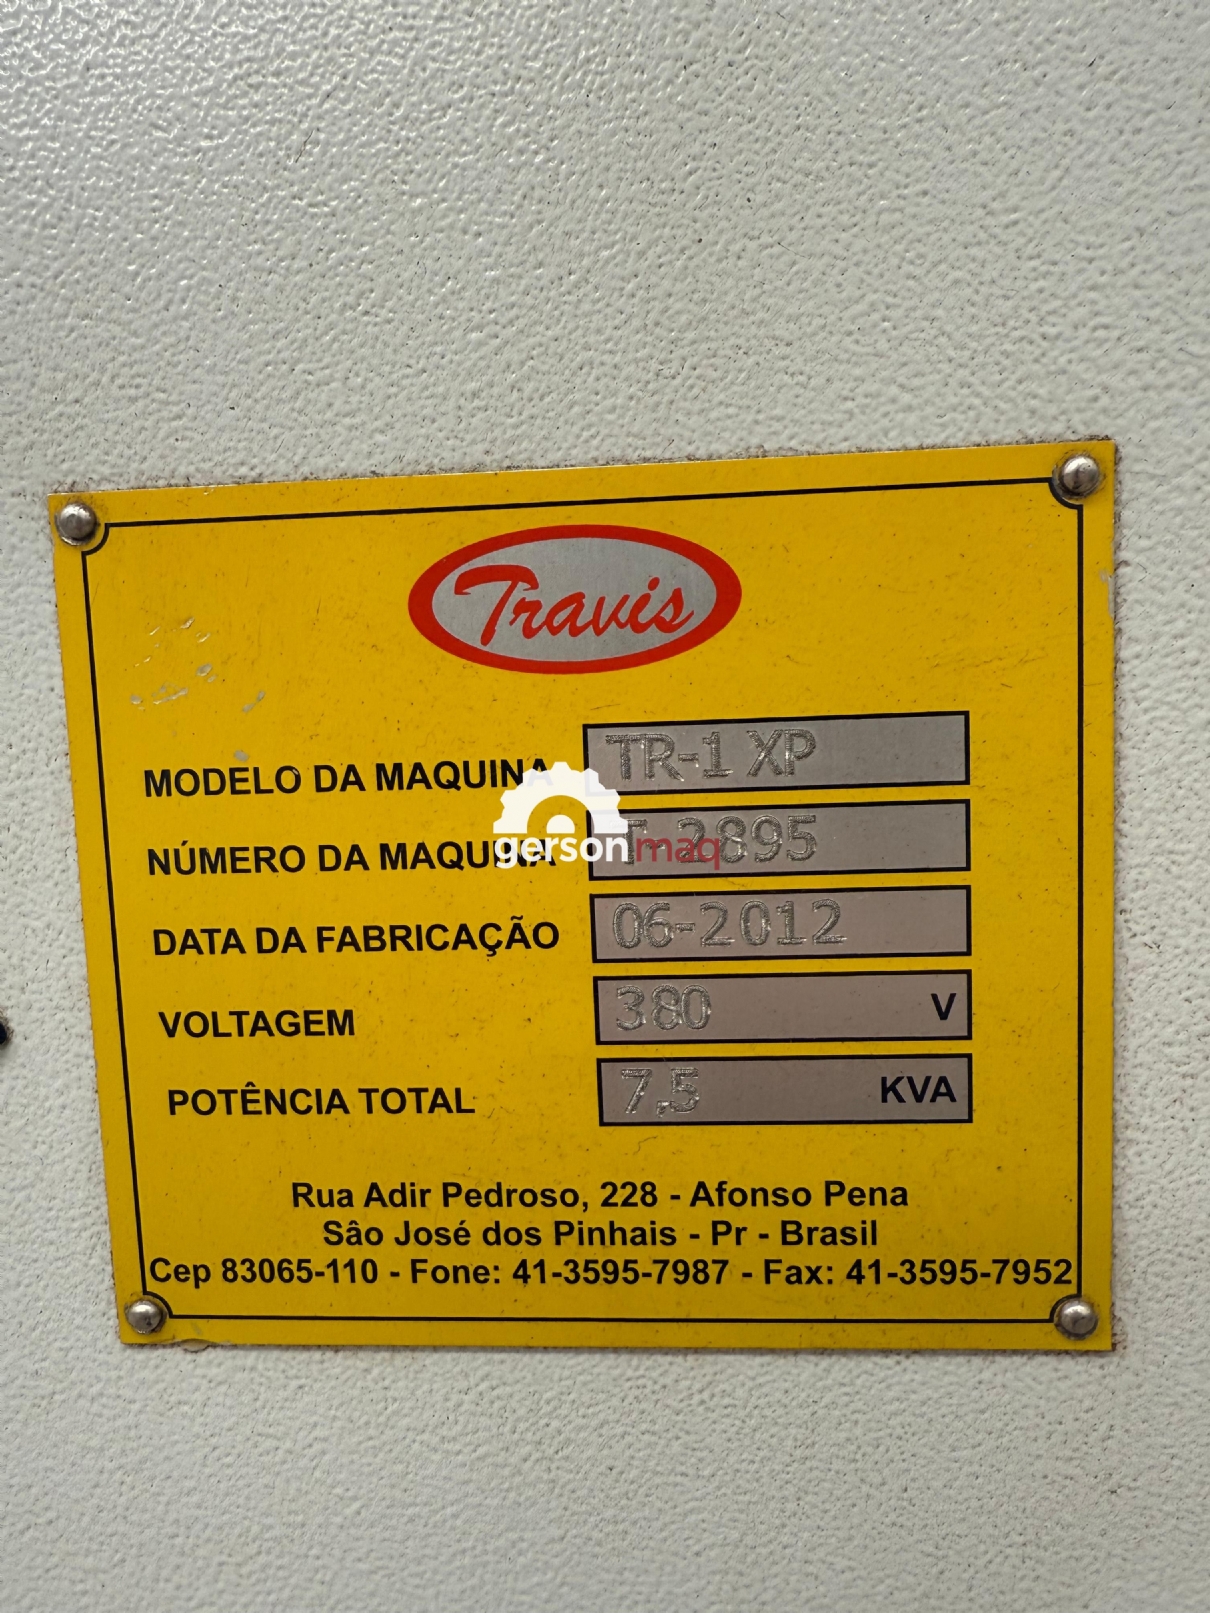 Travis
MODELO DA MAQUINA TR-1 XP
NÚMERO DA MAQUINA T-2895
gersonmaq
DATA DA FABRICAÇÃO 06-2012
VOLTAGEM 380 V
POTÊNCIA TOTAL 7,5 KVA
Rua Adir Pedroso, 228 - Afonso Pena
Sâo José dos Pinhais - Pr - Brasil
Cep 83065-110 - Fone: 41-3595-7987 - Fax: 41-3595-7952